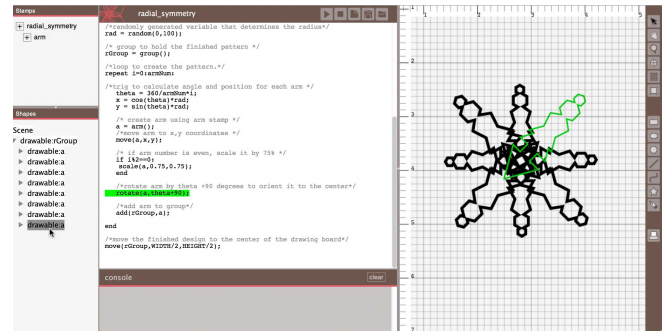 Stamps
radial_symmetry
arm
Shapes
Scene
drawable:rGroup
drawable:a
drawable:a
drawable:a
drawable:a
drawable:a
drawable:a
drawable:a
drawable:a
radial_symmetry
/*randomly generated variable that determines the radius*/
rad = random(0,100);
/* group to hold the finished pattern */
rGroup = group();
/*loop to create the pattern.*/
repeat i=0:armNum;
/*trig to calculate angle and position for each arm */
theta = 360/armNum*i;
x = cos(theta)*rad;
y = sin(theta)*rad;
/* create arm using arm stamp */
a = arm();
/*move arm to x,y coordinates */
move(a,x,y);
/* if arm number is even, scale it by 75% */
if i%2==0;
scale(a,0.75,0.75);
end
/*rotate arm by theta +90 degrees to orient it to the center*/
rotate(a,theta+90);
/*add arm to group*/
add(rGroup,a);
end
/*move the finished design to the center of the drawing board*/
move(rGroup,WIDTH/2,HEIGHT/2);
console
clear
1
2
3
4
5
1
2
3
4
5
6
7